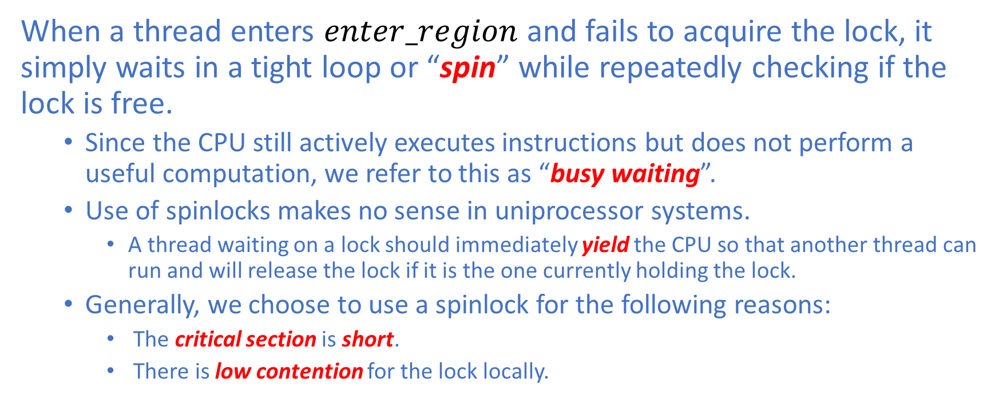 When a thread enters enter_region and fails to acquire the lock, it
simply waits in a tight loop or “spin” while repeatedly checking if the
lock is free.
• Since the CPU still actively executes instructions but does not perform a
useful computation, we refer to this as “busy waiting”.
• Use of spinlocks makes no sense in uniprocessor systems.
• A thread waiting on a lock should immediately yield the CPU so that another thread can
run and will release the lock if it is the one currently holding the lock.
• Generally, we choose to use a spinlock for the following reasons:
• The critical section is short.
• There is low contention for the lock locally.